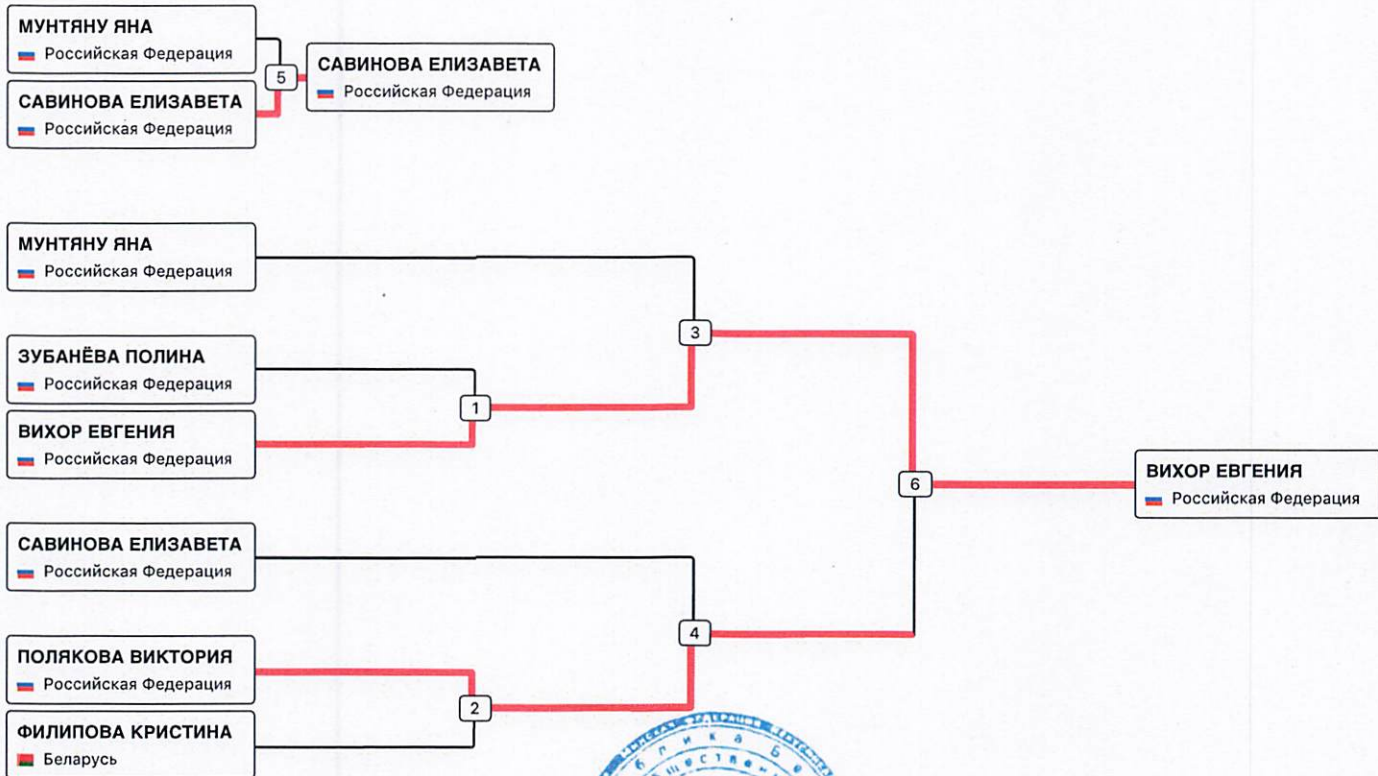 МУНТЯНУ ЯНА
Российская Федерация
САВИНОВА ЕЛИЗАВЕТА
Российская Федерация
5
САВИНОВА ЕЛИЗАВЕТА
Российская Федерация
МУНТЯНУ ЯНА
Российская Федерация
3
ЗУБАНЁВА ПОЛИНА
Российская Федерация
1
ВИХОР ЕВГЕНИЯ
Российская Федерация
6
ВИХОР ЕВГЕНИЯ
Российская Федерация
САВИНОВА ЕЛИЗАВЕТА
Российская Федерация
4
ПОЛЯКОВА ВИКТОРИЯ
Российская Федерация
2
ФИЛИПОВА КРИСТИНА
Беларусь